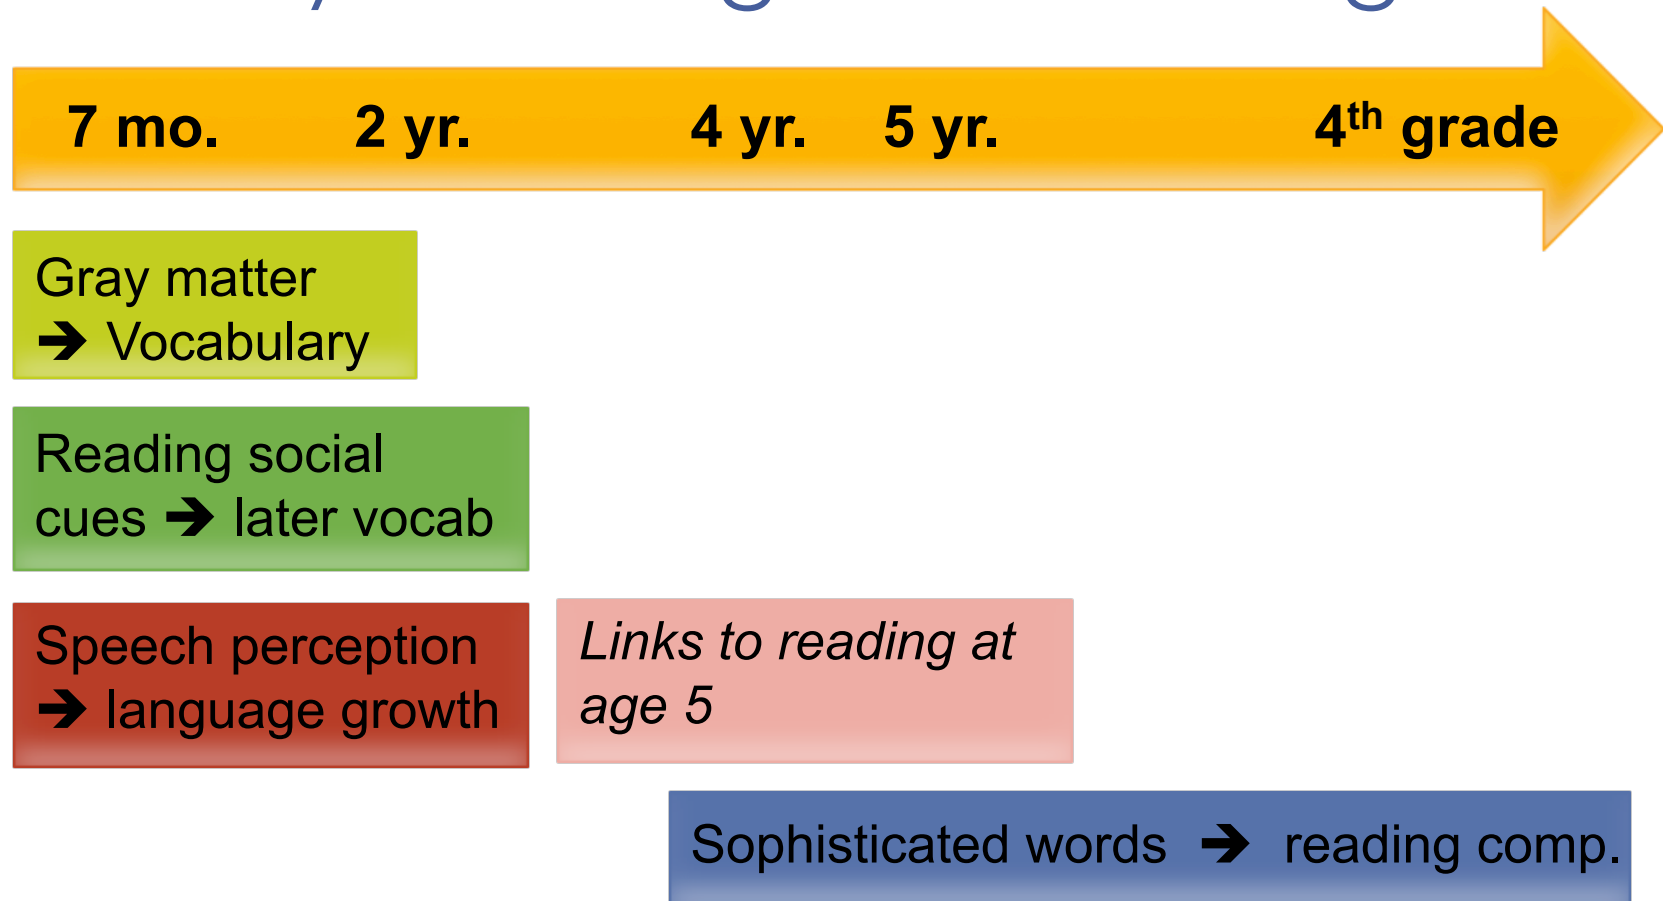 7 mo. 2 yr. 4 yr. 5 yr. 4th grade
Gray matter
➔ Vocabulary
Reading social
cues ➔ later vocab
Speech perception
➔ language growth
Links to reading at
age 5
Sophisticated words ➔ reading comp.